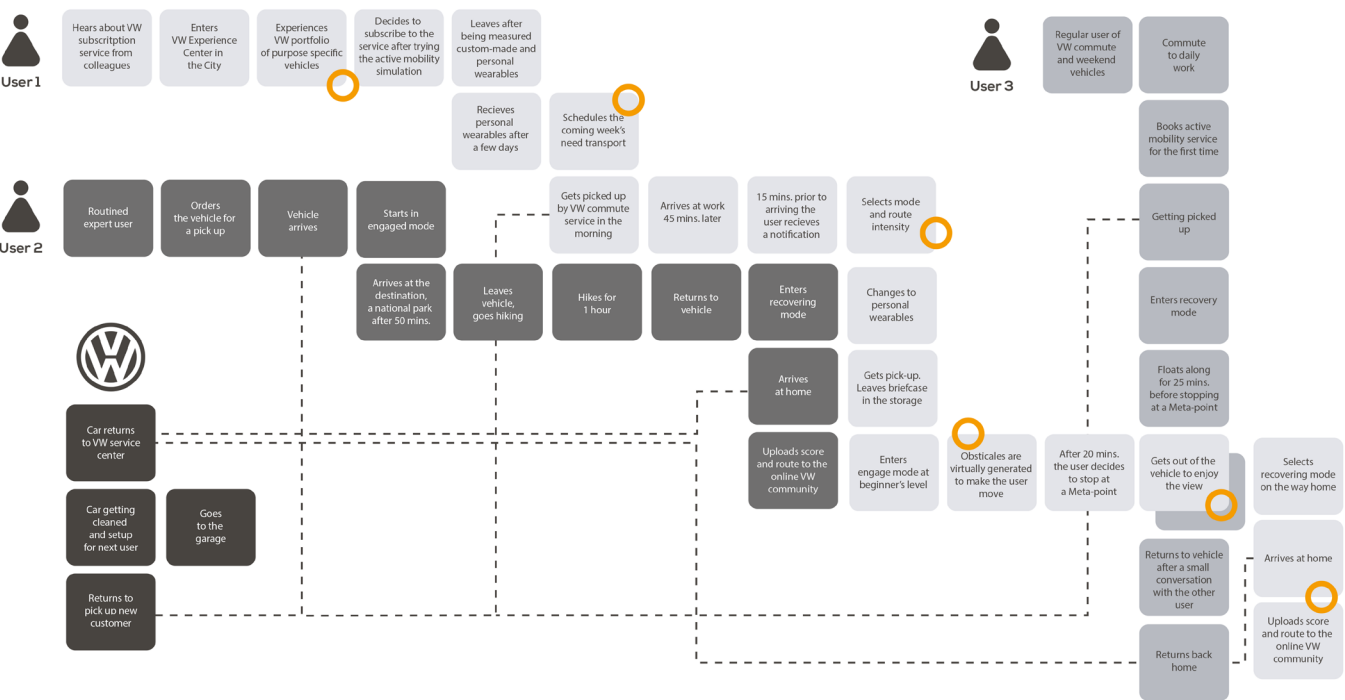 User 1
Hears about VW
subscritption
service from
colleagues
Enters
VW Experience
Center in
the City
Experiences
VW portfolio
of purpose specific
vehicles
Decides to
subscribe to the
service after trying
the active mobility
simulation
Leaves after
being measured
custom-made and
personal
wearables
Recieves
personal
wearables after
a few days
Schedules the
coming week's
need transport
Gets picked up
by VW commute
service in the
morning
Arrives at work
45 mins. later
15 mins. prior to
arriving the
user recieves
a notification
Selects mode
and route
intensity
Changes to
personal
wearables
Gets pick-up.
Leaves briefcase
in the storage
Enters
engage mode at
beginner's level
Obsticales are
virtually generated
to make the user
move
After 20 mins.
the user decides
to stop at
a Meta-point
Gets out of the
vehicle to enjoy
the view
Selects
recovering mode
on the way home
Arrives at home
Uploads score
and route to the
online VW
community
User 2
Routined
expert user
Orders
the vehicle for
a pick up
Vehicle
arrives
Starts in
engaged mode
Arrives at the
destination,
a national park
after 50 mins.
Leaves
vehicle,
goes hiking
Hikes for
1 hour
Returns to
vehicle
Enters
recovering
mode
Arrives
at home
Uploads score
and route to the
online VW
community
User 3
Regular user of
VW commute
and weekend
vehicles
Commute
to daily
work
Books active
mobility service
for the first time
Getting picked
up
Enters recovery
mode
Floats along
for 25 mins.
before stopping
at a Meta-point
Returns to vehicle
after a small
conversation
with the other
user
Returns back
home
VW
Car returns
to VW service
center
Car getting
cleaned
and setup
for next user
Goes
to the
garage
Returns to
pick up new
customer